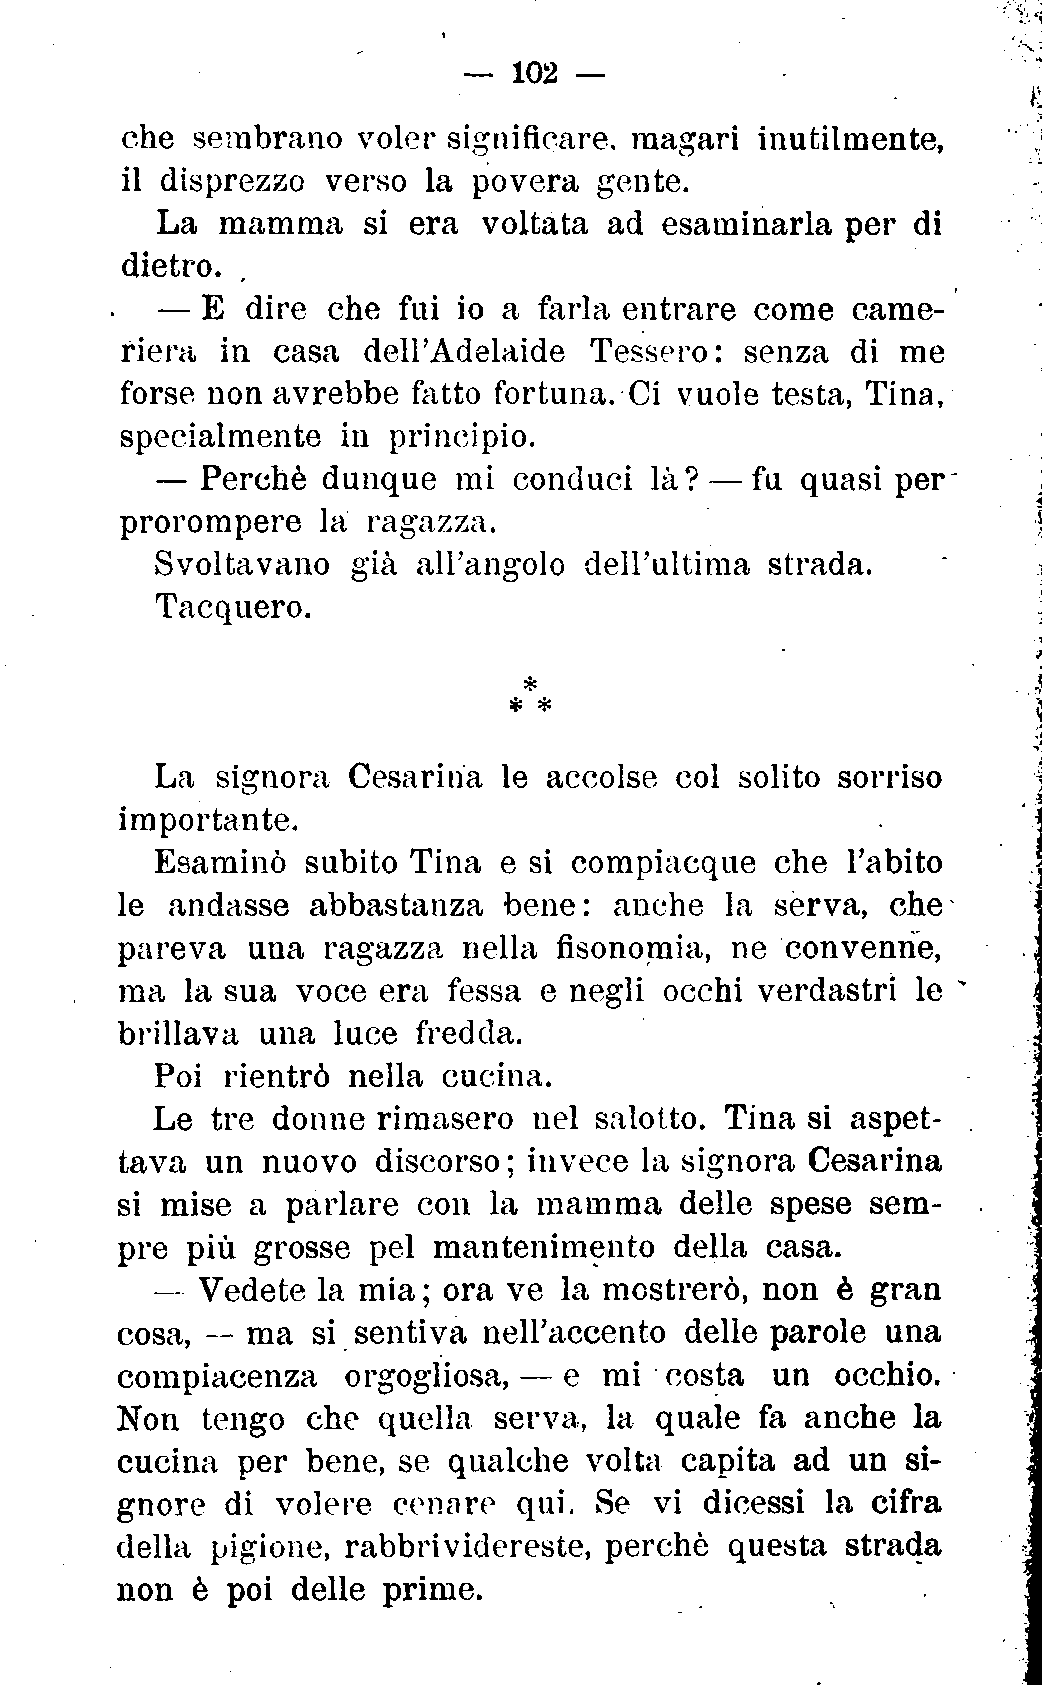 — 102 —
che sembrano voler significare, magari inutilmente,
il disprezzo verso la povera gente.
La mamma si era voltata ad esaminarla per di
dietro.
— E dire che fui io a farla entrare come came-
riera in casa dell'Adelaide Tessero: senza di me
forse non avrebbe fatto fortuna. Ci vuole testa, Tina,
specialmente in principio.
— Perchè dunque mi conduci là? — fu quasi per
prorompere la ragazza.
Svoltavano già all'angolo dell'ultima strada.
Tacquero.
*
* *
La signora Cesarina le accolse col solito sorriso
importante.
Esaminò subito Tina e si compiacque che l'abito
le andasse abbastanza bene: anche la serva, che
pareva una ragazza nella fisonomia, ne convenne,
ma la sua voce era fessa e negli occhi verdastri le
brillava una luce fredda.
Poi rientrò nella cucina.
Le tre donne rimasero nel salotto. Tina si aspet-
tava un nuovo discorso; invece la signora Cesarina
si mise a parlare con la mamma delle spese sem-
pre più grosse pel mantenimento della casa.
— Vedete la mia; ora ve la mostrerò, non è gran
cosa, — ma si sentiva nell'accento delle parole una
compiacenza orgogliosa, — e mi costa un occhio.
Non tengo che quella serva, la quale fa anche la
cucina per bene, se qualche volta capita ad un si-
gnore di volere cenare qui. Se vi dicessi la cifra
della pigione, rabbrividereste, perchè questa strada
non è poi delle prime.